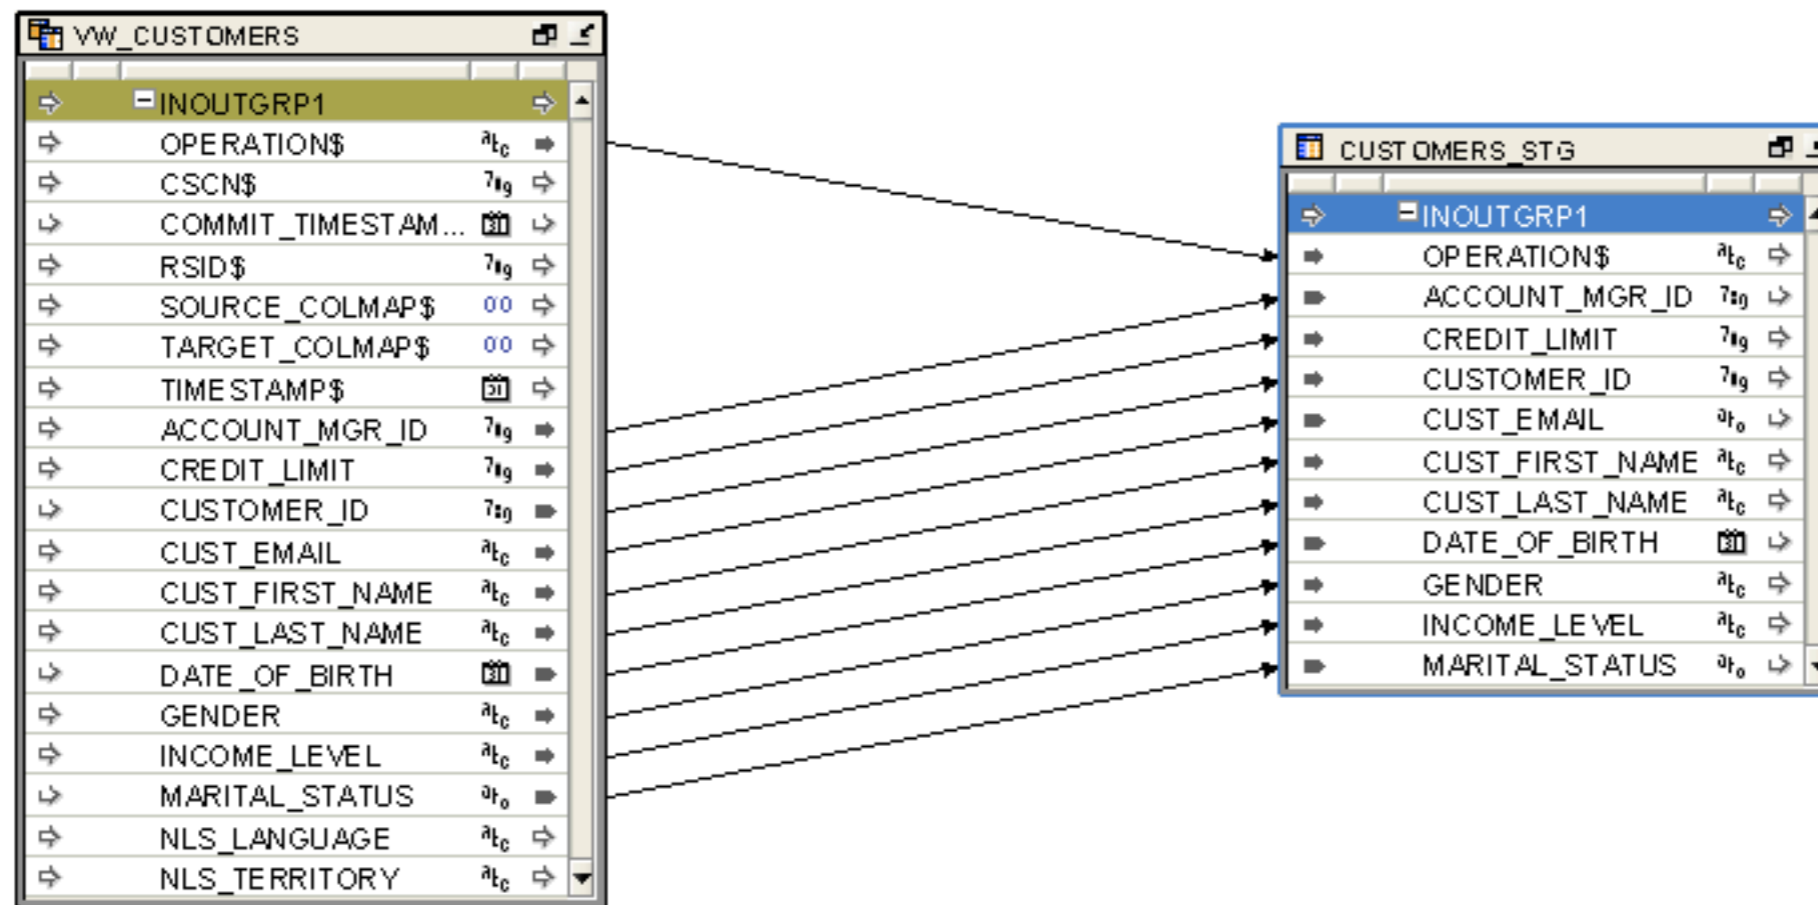 VW_CUSTOMERS
INOUTGRP1
OPERATION$
CSCN$
COMMIT_TIMESTAM...
RSID$
SOURCE_COLMAP$
TARGET_COLMAP$
TIMESTAMP$
ACCOUNT_MGR_ID
CREDIT_LIMIT
CUSTOMER_ID
CUST_EMAIL
CUST_FIRST_NAME
CUST_LAST_NAME
DATE_OF_BIRTH
GENDER
INCOME_LEVEL
MARITAL_STATUS
NLS_LANGUAGE
NLS_TERRITORY
CUSTOMERS_STG
INOUTGRP1
OPERATION$
ACCOUNT_MGR_ID
CREDIT_LIMIT
CUSTOMER_ID
CUST_EMAIL
CUST_FIRST_NAME
CUST_LAST_NAME
DATE_OF_BIRTH
GENDER
INCOME_LEVEL
MARITAL_STATUS